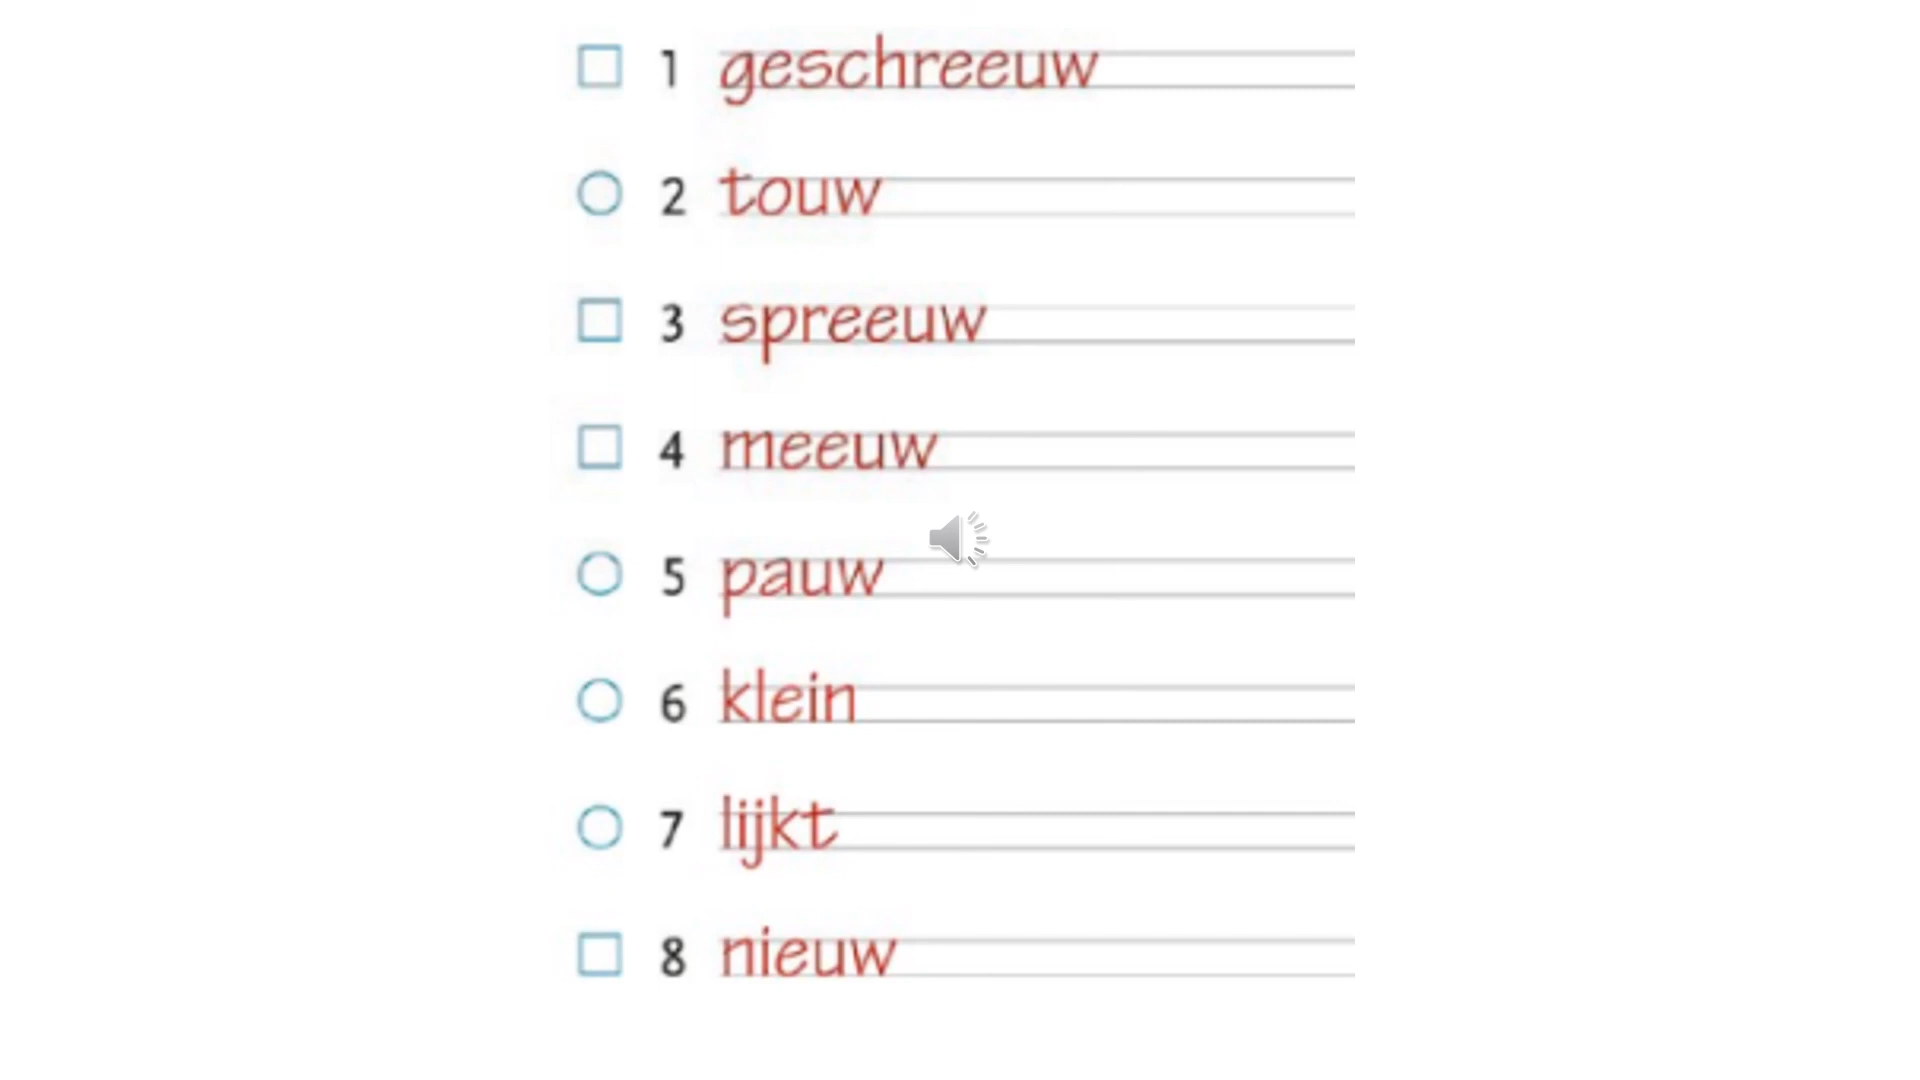 1 geschreeuw
2 touw
3 spreeuw
4 meeuw
5 pauw
6 klein
7 lijkt
8 nieuw